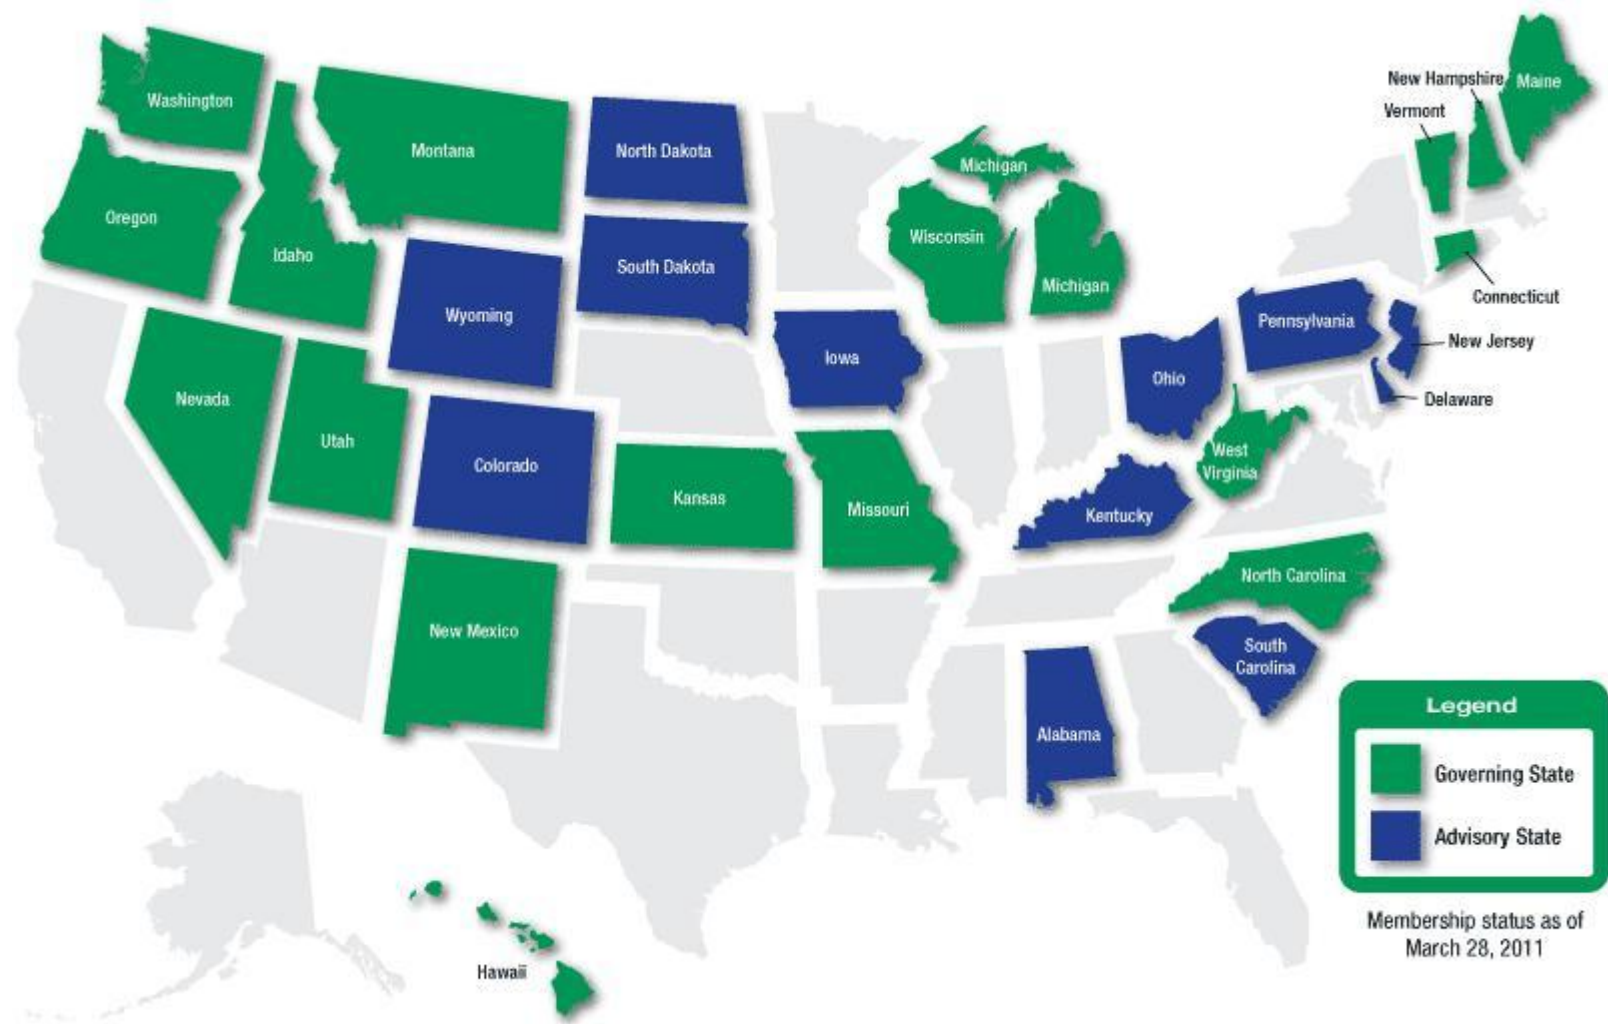 New Hampshire
Maine
Vermont
Washington
Montana
North Dakota
Michigan
Oregon
Wisconsin
Idaho
South Dakota
Michigan
Connecticut
Wyoming
Pennsylvania
New Jersey
Iowa
Ohio
Nevada
Delaware
Utah
Colorado
West
Virginia
Kansas
Missouri
Kentucky
North Carolina
New Mexico
South
Carolina
Alabama
Hawaii
Legend
Governing State
Advisory State
Membership status as of
March 28, 2011